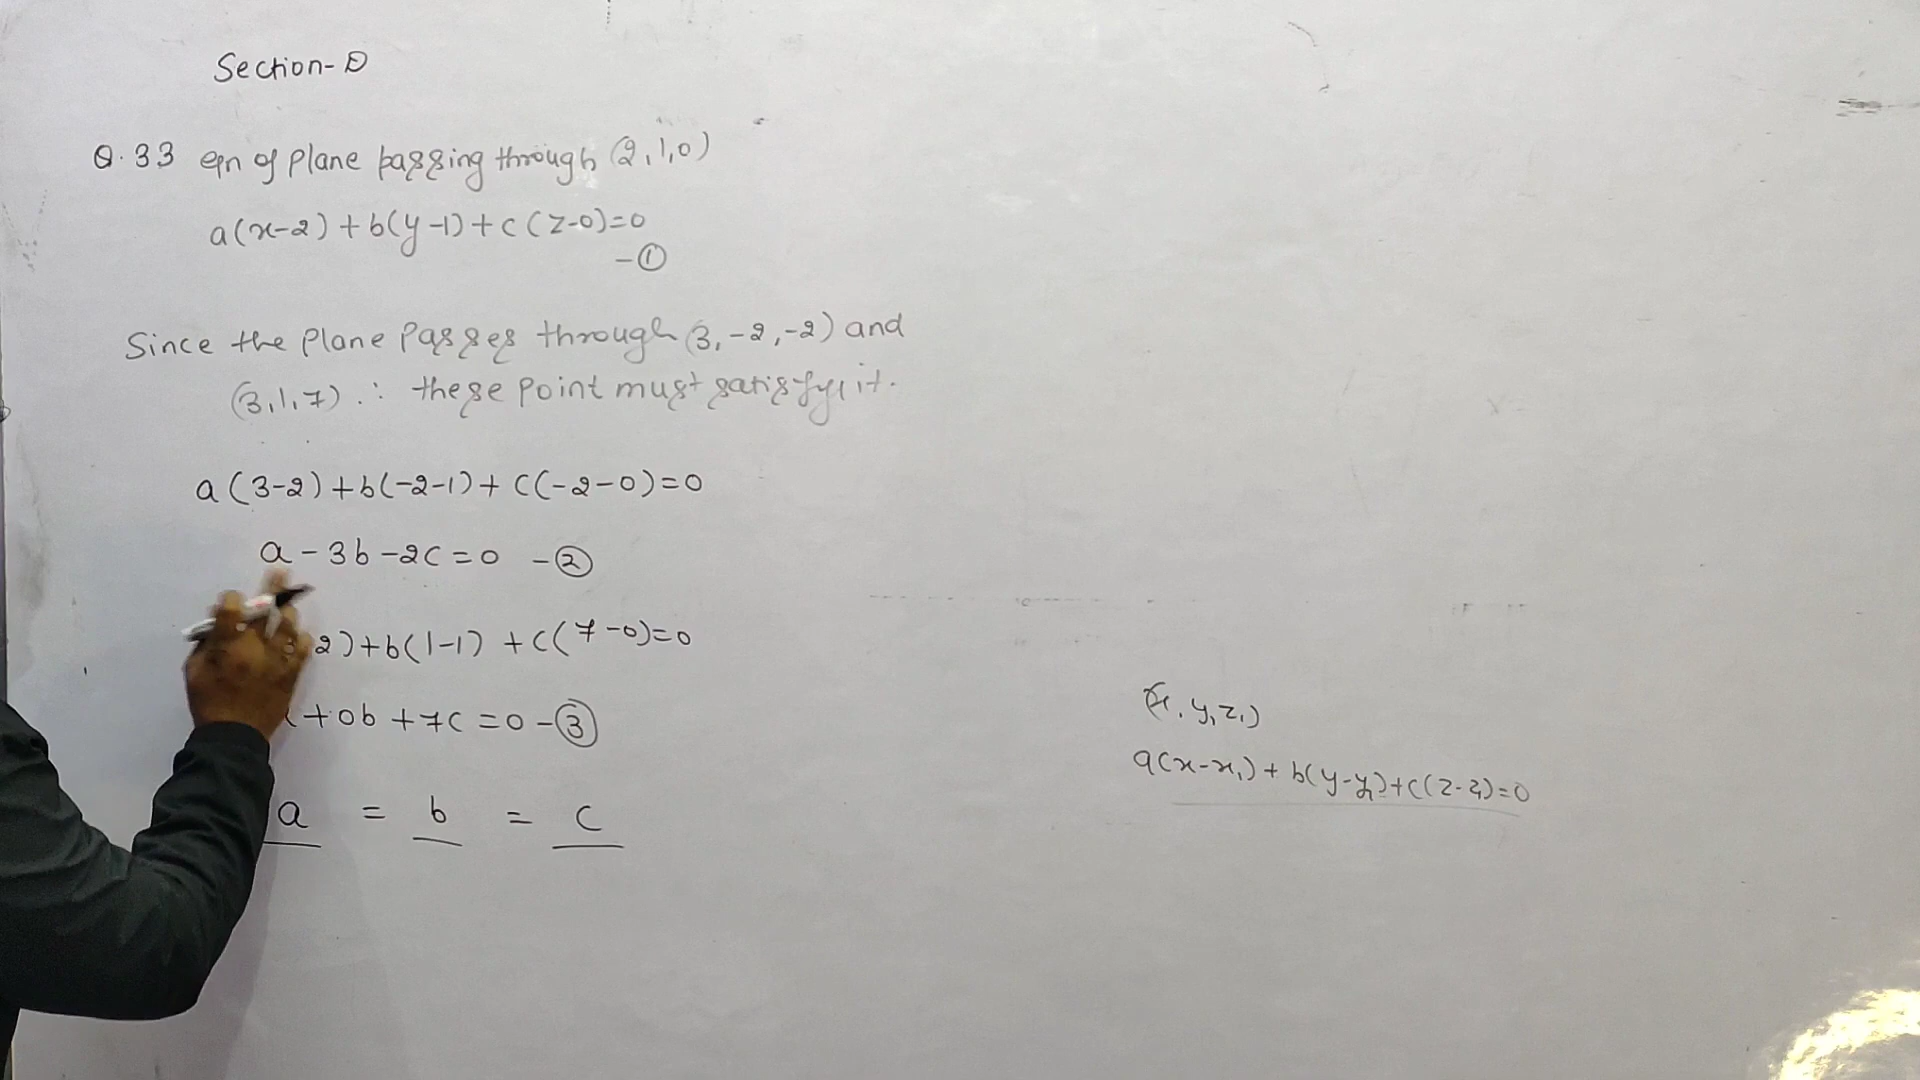 Section-D
Q.33 eqn of plane passing through (2,1,0)
a(x-2)+b(y-1)+c(z-0)=0
-①
Since the plane passes through (3,-2,-2) and
(3,1,7) ∴ these point must satisfy it.
a(3-2)+b(-2-1)+c(-2-0)=0
a-3b-2c=0 -②
2)+b(1-1)+c(7-0)=0
+0b+7c=0-③
a = b = c
(x₁,y₁,z₁)
a(x-x₁)+b(y-y₁)+c(z-z₁)=0